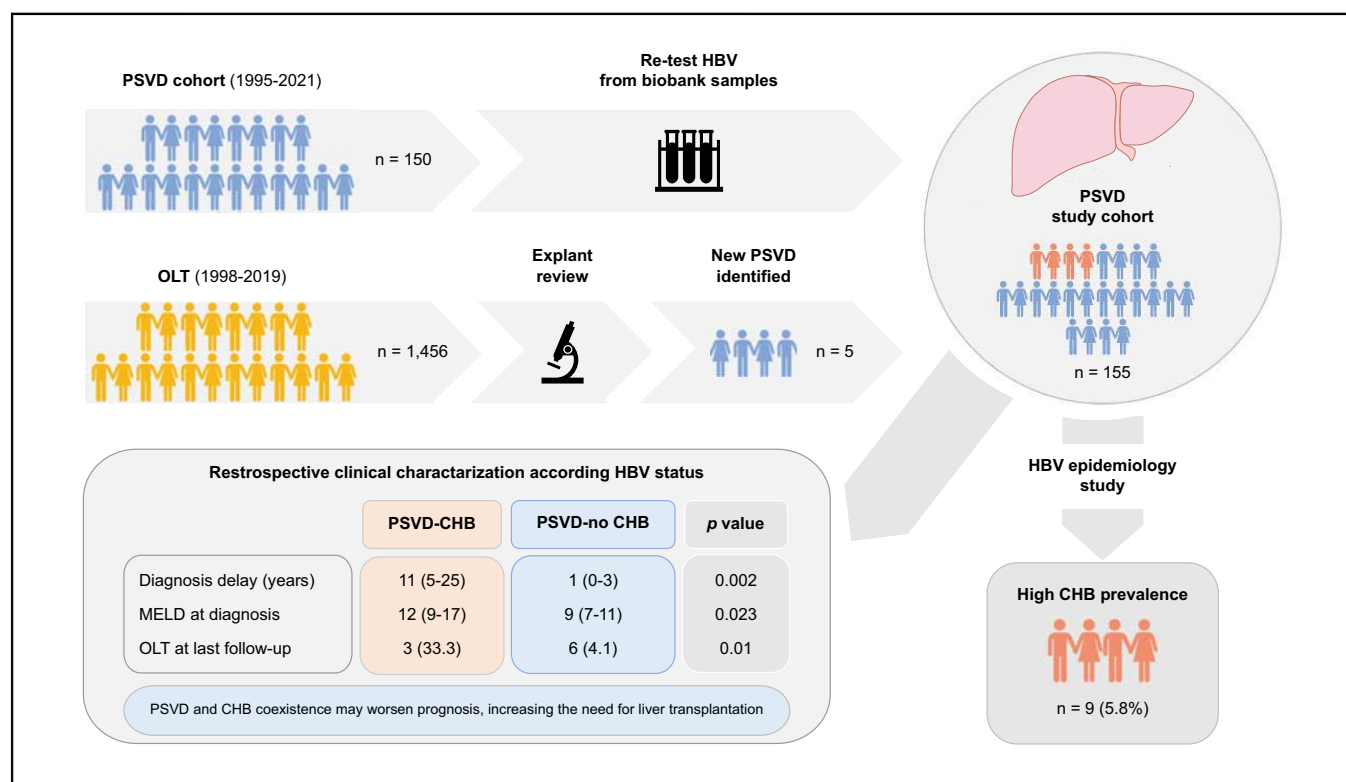 PSVD cohort (1995-2021)
n = 150
Re-test HBV
from biobank samples
OLT (1998-2019)
n = 1,456
Explant
review
New PSVD
identified
n = 5
PSVD
study cohort
n = 155
HBV epidemiology
study
High CHB prevalence
n = 9 (5.8%)
Restrospective clinical charactarization according HBV status
PSVD-CHB PSVD-no CHB p value
Diagnosis delay (years) 11 (5-25) 1 (0-3) 0.002
MELD at diagnosis 12 (9-17) 9 (7-11) 0.023
OLT at last follow-up 3 (33.3) 6 (4.1) 0.01
PSVD and CHB coexistence may worsen prognosis, increasing the need for liver transplantation